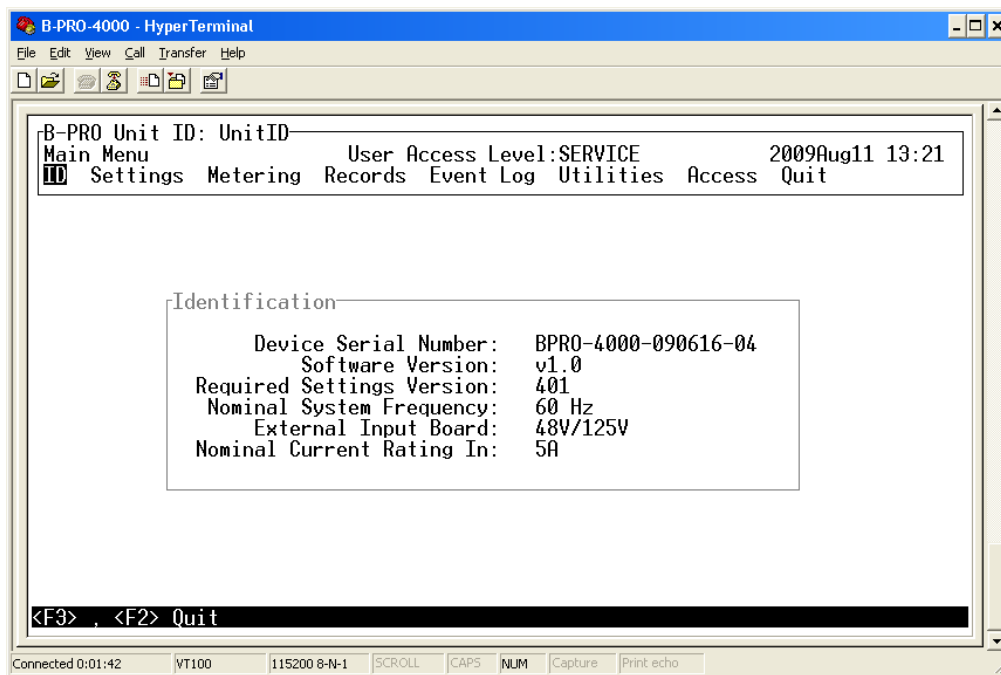 B-PRO-4000 - HyperTerminal
File Edit View Call Transfer Help
B-PRO Unit ID: UnitID
Main Menu User Access Level:SERVICE 2009Aug11 13:21
ID Settings Metering Records Event Log Utilities Access Quit
Identification
Device Serial Number: BPRO-4000-090616-04
Software Version: v1.0
Required Settings Version: 401
Nominal System Frequency: 60 Hz
External Input Board: 48V/125V
Nominal Current Rating In: 5A
<F3> , <F2> Quit
Connected 0:01:42 VT100 115200 8-N-1 SCROLL CAPS NUM Capture Print echo